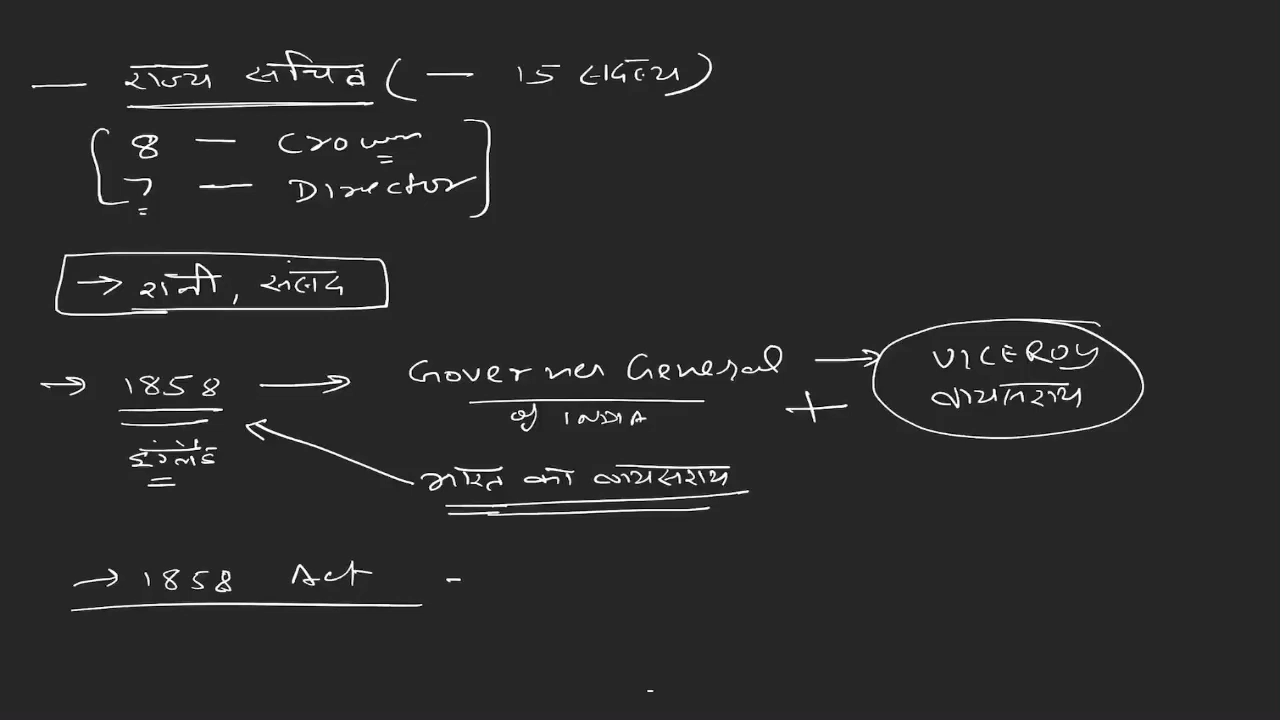 — राज्य सचिव ( — 15 सदस्य )
8 — Crown
7 — Director
→ रानी, संसद
→ 1858 → Governer General → VICEROY
of INDIA + वायसराय
इंग्लैंड
भारत का वायसराय
→ 1858 Act -